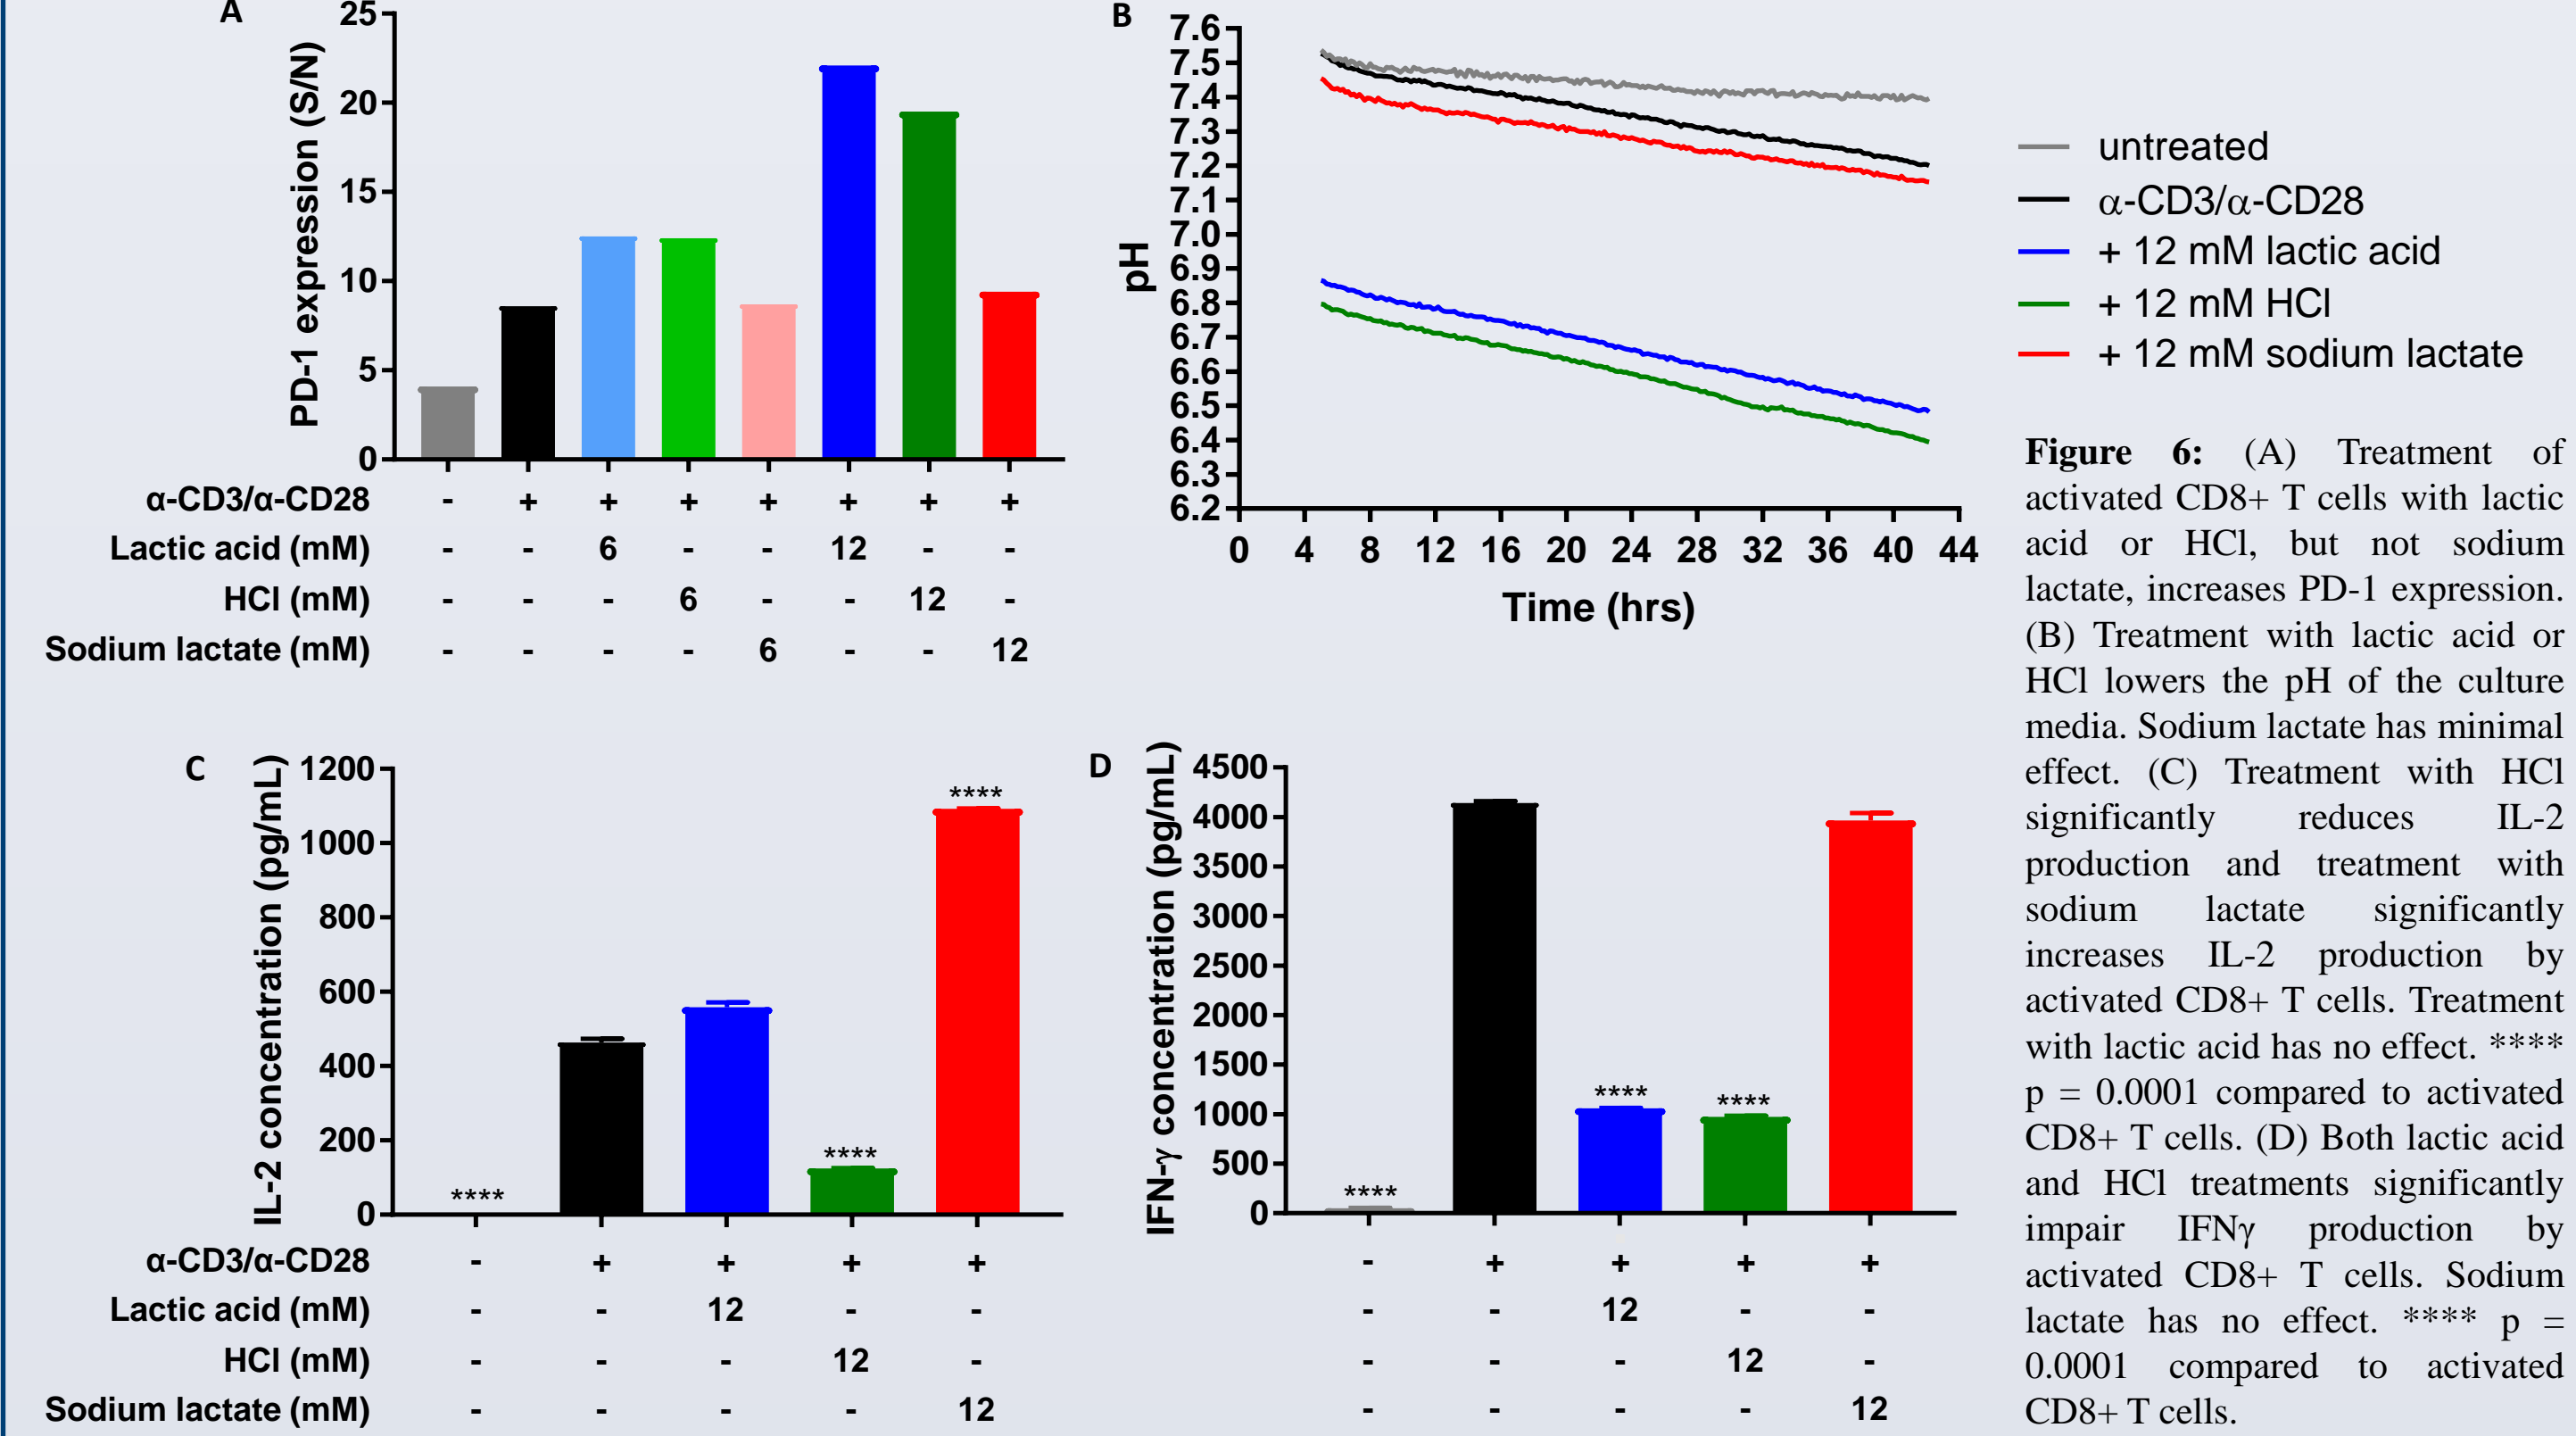 A
PD-1 expression (S/N)
25
20
15
10
5
0
α-CD3/α-CD28 - + + + + + + +
Lactic acid (mM) - - 6 - - 12 - -
HCl (mM) - - - 6 - - 12 -
Sodium lactate (mM) - - - - 6 - - 12
B
pH
7.6
7.5
7.4
7.3
7.2
7.1
7.0
6.9
6.8
6.7
6.6
6.5
6.4
6.3
6.2
0 4 8 12 16 20 24 28 32 36 40 44
Time (hrs)
untreated
α-CD3/α-CD28
+ 12 mM lactic acid
+ 12 mM HCl
+ 12 mM sodium lactate
C
IL-2 concentration (pg/mL)
1200
1000
800
600
400
200
0
**** **** ****
α-CD3/α-CD28 - + + + +
Lactic acid (mM) - - 12 - -
HCl (mM) - - - 12 -
Sodium lactate (mM) - - - - 12
D
IFN-γ concentration (pg/mL)
4500
4000
3500
3000
2500
2000
1500
1000
500
0
**** **** ****
- + + + +
- - 12 - -
- - - 12 -
- - - - 12
Figure 6: (A) Treatment of
activated CD8+ T cells with lactic
acid or HCl, but not sodium
lactate, increases PD-1 expression.
(B) Treatment with lactic acid or
HCl lowers the pH of the culture
media. Sodium lactate has minimal
effect. (C) Treatment with HCl
significantly reduces IL-2
production and treatment with
sodium lactate significantly
increases IL-2 production by
activated CD8+ T cells. Treatment
with lactic acid has no effect. ****
p = 0.0001 compared to activated
CD8+ T cells. (D) Both lactic acid
and HCl treatments significantly
impair IFNγ production by
activated CD8+ T cells. Sodium
lactate has no effect. **** p =
0.0001 compared to activated
CD8+ T cells.